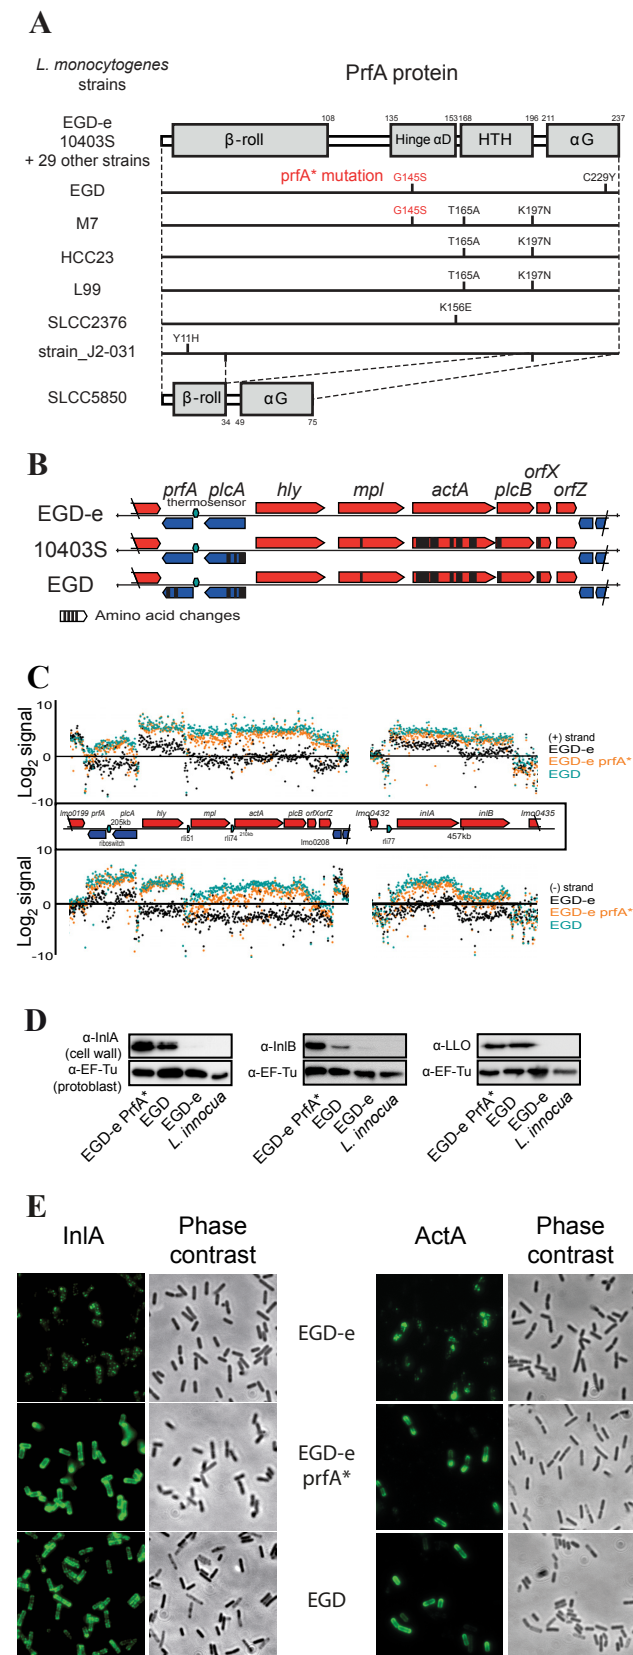 A
L. monocytogenes
strains
PrfA protein
EGD-e
10403S
+ 29 other strains
108
135
153
168
196
211
237
β-roll
Hinge αD
HTH
αG
EGD
prfA* mutation
G145S
C229Y
M7
G145S
T165A
K197N
HCC23
T165A
K197N
L99
T165A
K197N
SLCC2376
K156E
strain_J2-031
Y11H
SLCC5850
β-roll
αG
34
49
75
B
orfX
prfA
plcA
hly
mpl
actA
plcB
orfZ
thermosensor
EGD-e
10403S
EGD
Amino acid changes
C
Log2 signal
10
0
-10
(+) strand
EGD-e
EGD-e prfA*
EGD
lmo0199
prfA
plcA
hly
mpl
actA
plcB
orfX
orfZ
lmo0432
inlA
inlB
lmo0435
205kb
riboswitch
rli51
rli74
210kb
lmo0208
rli77
457kb
Log2 signal
10
0
-10
(-) strand
EGD-e
EGD-e prfA*
EGD
D
α-InlA
(cell wall)
α-EF-Tu
(protoblast)
EGD-e PrfA*
EGD
EGD-e
L. innocua
α-InlB
α-EF-Tu
EGD-e PrfA*
EGD
EGD-e
L. innocua
α-LLO
α-EF-Tu
EGD-e PrfA*
EGD
EGD-e
L. innocua
E
InlA
Phase
contrast
ActA
Phase
contrast
EGD-e
EGD-e
prfA*
EGD